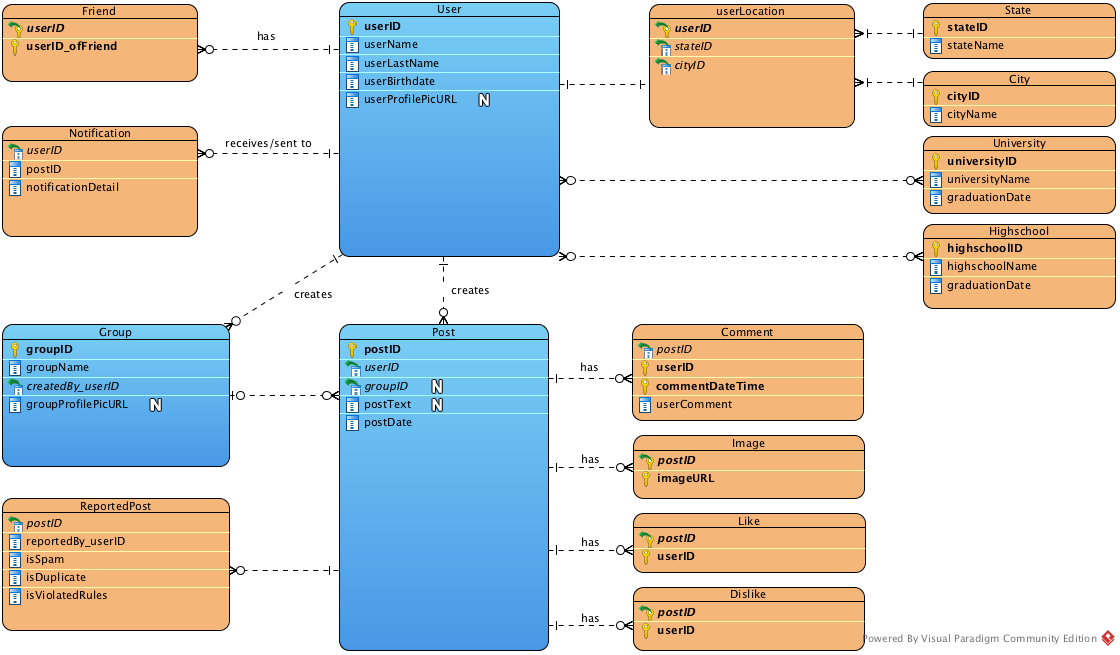 Friend
userID
userID_ofFriend
has
User
userID
userName
userLastName
userBirthdate
userProfilePicURL N
userLocation
userID
stateID
cityID
State
stateID
stateName
City
cityID
cityName
Notification
userID
postID
notificationDetail
receives/sent to
University
universityID
universityName
graduationDate
Highschool
highschoolID
highschoolName
graduationDate
creates
creates
Group
groupID
groupName
createdBy_userID
groupProfilePicURL N
Post
postID
userID
groupID N
postText N
postDate
has
Comment
postID
userID
commentDateTime
userComment
has
Image
postID
imageURL
ReportedPost
postID
reportedBy_userID
isSpam
isDuplicate
isViolatedRules
has
Like
postID
userID
has
Dislike
postID
userID
Powered By Visual Paradigm Community Edition